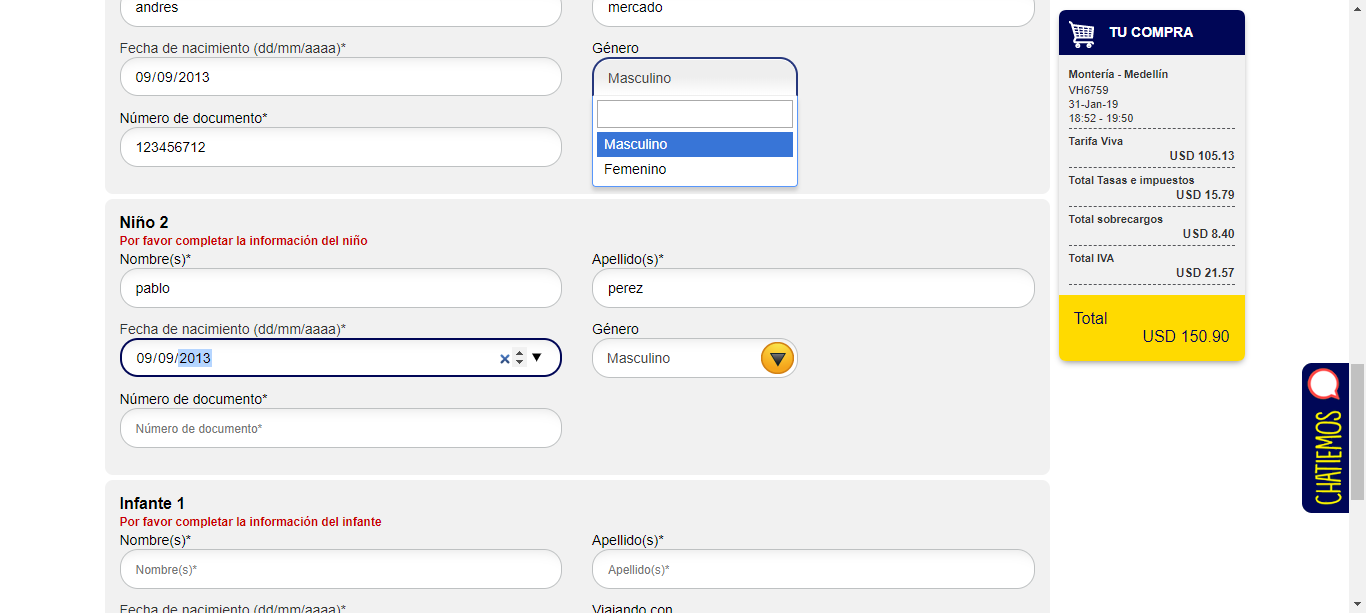 andres
mercado
Fecha de nacimiento (dd/mm/aaaa)*
Género
09/09/2013
Masculino
Número de documento*
Masculino
123456712
Femenino
Niño 2
Por favor completar la información del niño
Nombre(s)*
Apellido(s)*
pablo
perez
Fecha de nacimiento (dd/mm/aaaa)*
Género
09/09/2013
Masculino
Número de documento*
Número de documento*
Infante 1
Por favor completar la información del infante
Nombre(s)*
Apellido(s)*
Nombre(s)*
Apellido(s)*
Fecha de nacimiento (dd/mm/aaaa)*
Viajando con
TU COMPRA
Montería - Medellín
VH6759
31-Jan-19
18:52 - 19:50
Tarifa Viva
USD 105.13
Total Tasas e impuestos
USD 15.79
Total sobrecargos
USD 8.40
Total IVA
USD 21.57
Total
USD 150.90
CHATIEMOS